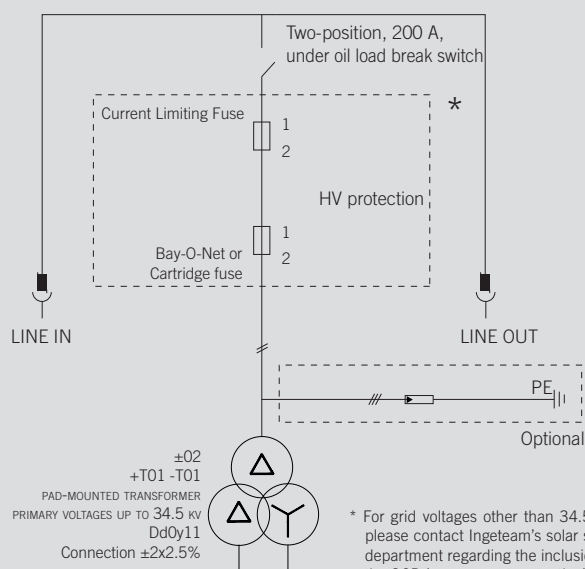 Two-position, 200 A,
under oil load break switch
*
Current Limiting Fuse
1
2
HV protection
1
2
Bay-O-Net or
Cartridge fuse
LINE IN
LINE OUT
PE
Optional
±02
+T01 -T01
PAD-MOUNTED TRANSFORMER
PRIMARY VOLTAGES UP TO 34.5 KV
Dd0y11
Connection ±2x2.5%
* For grid voltages other than 34.5
please contact Ingeteam's solar s
department regarding the inclusi